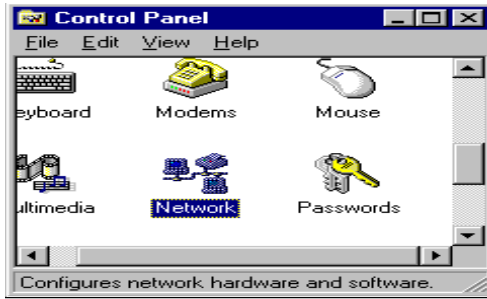 Control Panel
File Edit View Help
eyboard Modems Mouse
ultimedia Network Passwords
Configures network hardware and software.